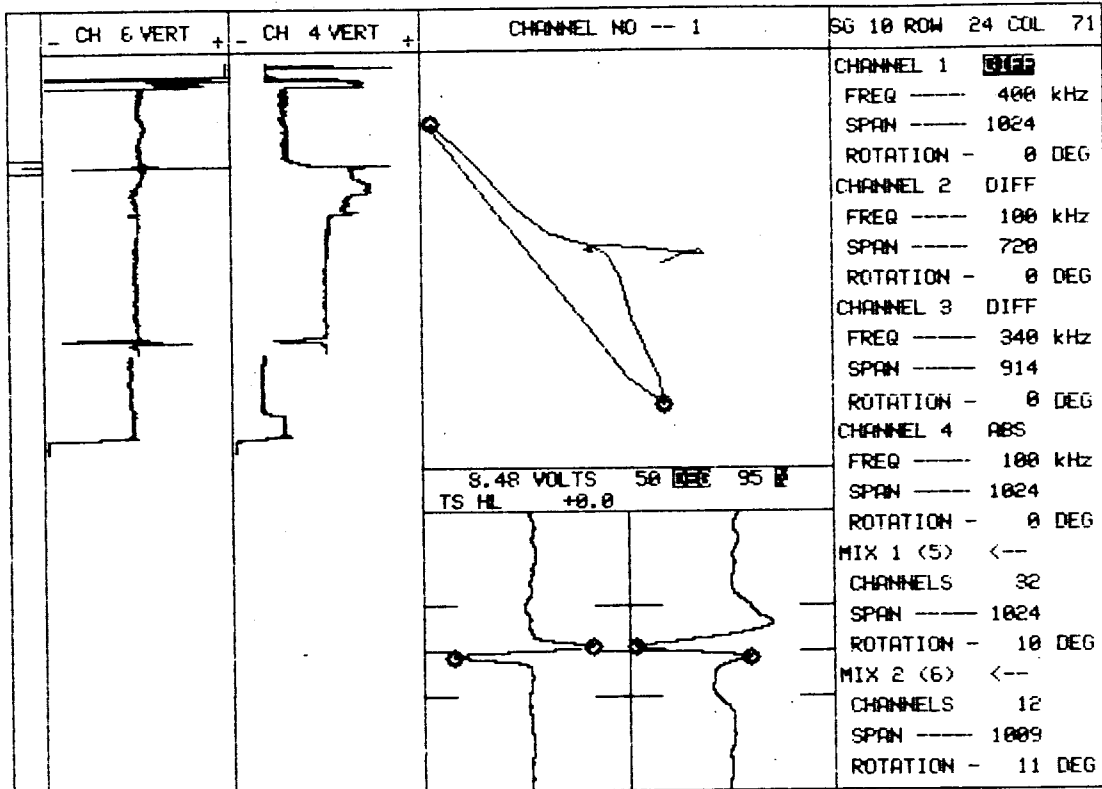 - CH 6 VERT +
- CH 4 VERT +
CHANNEL NO -- 1
SG 10 ROW 24 COL 71
CHANNEL 1 DIFF
FREQ ----- 400 kHz
SPAN ----- 1024
ROTATION - 0 DEG
CHANNEL 2 DIFF
FREQ ----- 100 kHz
SPAN ----- 720
ROTATION - 0 DEG
CHANNEL 3 DIFF
FREQ ----- 340 kHz
SPAN ----- 914
ROTATION - 0 DEG
CHANNEL 4 ABS
FREQ ----- 100 kHz
SPAN ----- 1024
ROTATION - 0 DEG
MIX 1 (5) <--
CHANNELS 32
SPAN ----- 1024
ROTATION - 10 DEG
MIX 2 (6) <--
CHANNELS 12
SPAN ----- 1009
ROTATION - 11 DEG
8.48 VOLTS 50 DEG 95
TS HL +0.0